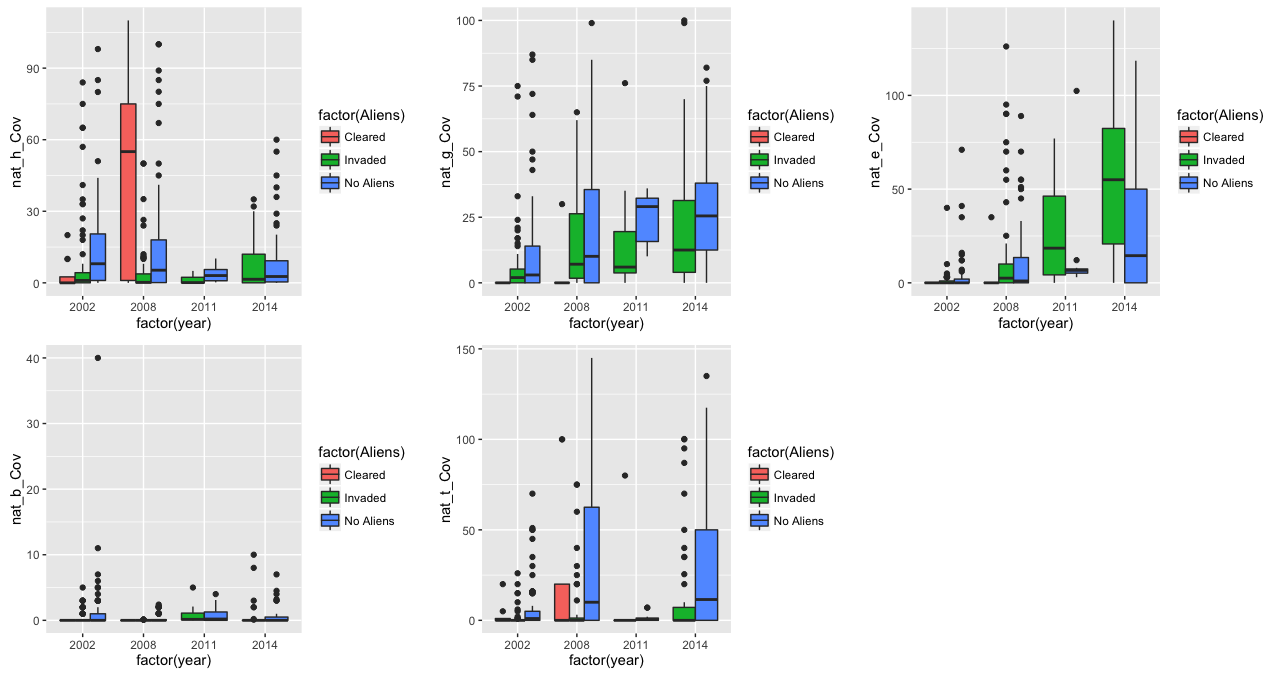 nat_h_Cov
90
60
30
0
2002 2008 2011 2014
factor(year)
factor(Aliens)
Cleared
Invaded
No Aliens
nat_g_Cov
100
75
50
25
0
2002 2008 2011 2014
factor(year)
factor(Aliens)
Cleared
Invaded
No Aliens
nat_e_Cov
100
50
0
2002 2008 2011 2014
factor(year)
factor(Aliens)
Cleared
Invaded
No Aliens
nat_b_Cov
40
30
20
10
0
2002 2008 2011 2014
factor(year)
factor(Aliens)
Cleared
Invaded
No Aliens
nat_t_Cov
150
100
50
0
2002 2008 2011 2014
factor(year)
factor(Aliens)
Cleared
Invaded
No Aliens